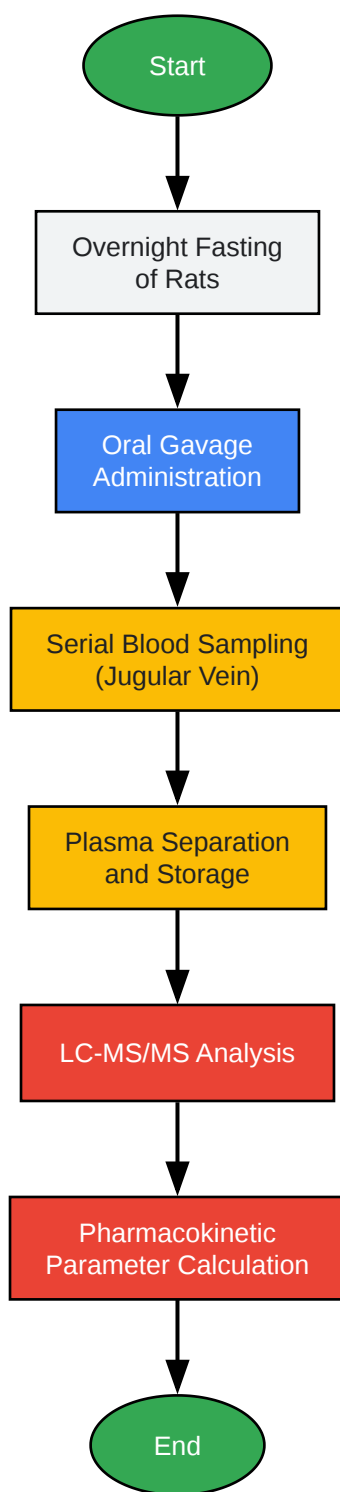 Start
Overnight Fasting
of Rats
Oral Gavage
Administration
Serial Blood Sampling
(Jugular Vein)
Plasma Separation
and Storage
LC-MS/MS Analysis
Pharmacokinetic
Parameter Calculation
End